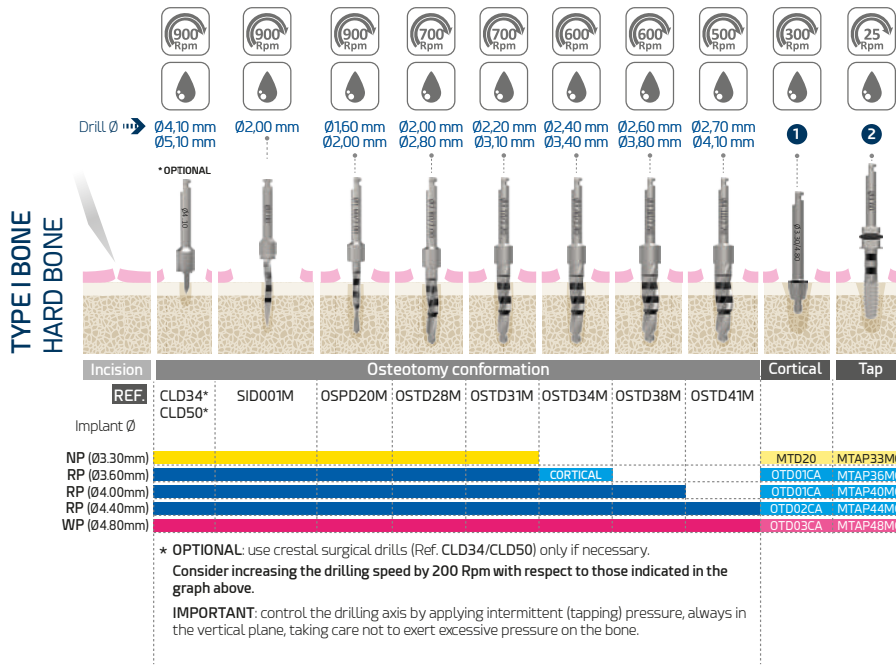 900 Rpm 900 Rpm 900 Rpm 700 Rpm 700 Rpm 600 Rpm 600 Rpm 500 Rpm 300 Rpm 25 Rpm
Drill Ø Ø4,10 mm Ø2,00 mm Ø1,60 mm Ø2,00 mm Ø2,20 mm Ø2,40 mm Ø2,60 mm Ø2,70 mm 1 2
Ø5,10 mm Ø2,00 mm Ø2,80 mm Ø3,10 mm Ø3,40 mm Ø3,80 mm Ø4,10 mm
* OPTIONAL
TYPE I BONE
HARD BONE
Incision Osteotomy conformation Cortical Tap
REF. CLD34* SID001M OSPD20M OSTD28M OSTD31M OSTD34M OSTD38M OSTD41M
CLD50*
Implant Ø
NP (Ø3.30mm) MTD20 MTAP33M
RP (Ø3.60mm) CORTICAL OTD01CA MTAP36M
RP (Ø4.00mm) OTD01CA MTAP40M
RP (Ø4.40mm) OTD02CA MTAP44M
WP (Ø4.80mm) OTD03CA MTAP48M
* OPTIONAL: use crestal surgical drills (Ref. CLD34/CLD50) only if necessary.
Consider increasing the drilling speed by 200 Rpm with respect to those indicated in the
graph above.
IMPORTANT: control the drilling axis by applying intermittent (tapping) pressure, always in
the vertical plane, taking care not to exert excessive pressure on the bone.